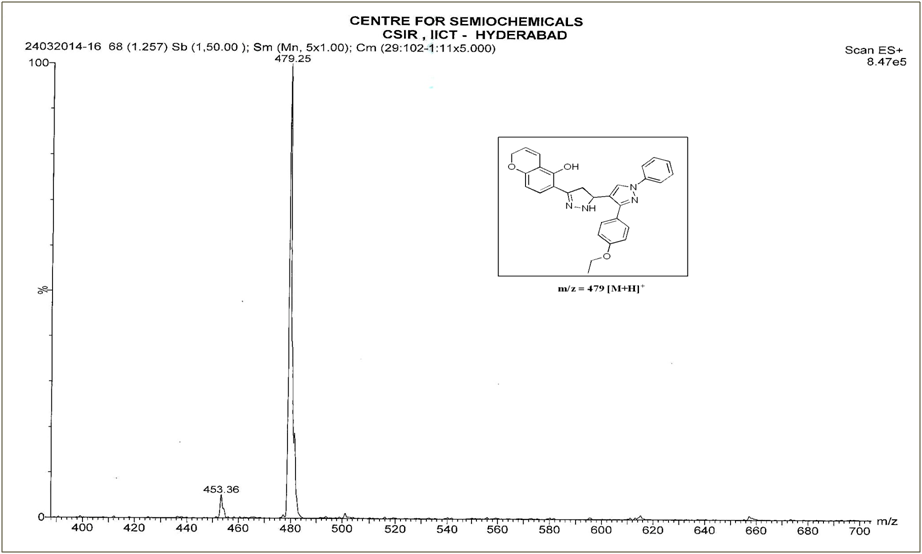 CENTRE FOR SEMIOCHEMICALS
CSIR , IICT - HYDERABAD
24032014-16 68 (1.257) Sb (1,50.00 ); Sm (Mn, 5x1.00); Cm (29:102-1:11x5.000)
Scan ES+
8.47e5
479.25
100
%
0
453.36
O
OH
N
NH
N
N
O
m/z = 479 [M+H]+
400 420 440 460 480 500 520 540 560 580 600 620 640 660 680 700 m/z